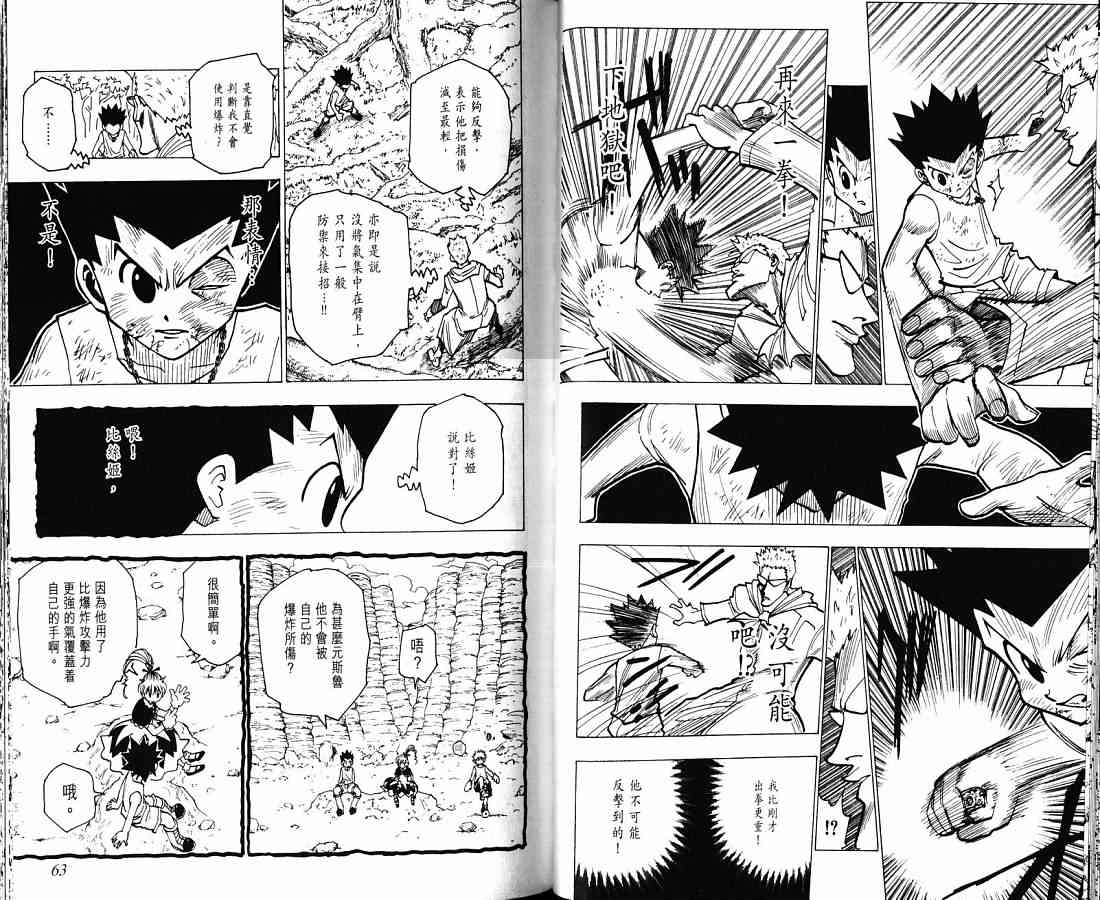 再來一拳！
下地獄吧！
沒可能
吧！？
!?
我比剛才
出拳更重！
他不可能
反擊到的！
能夠反擊，
表示他把損傷
減至最輕
亦即是說
沒將氣集中在臂上，
只用了一般
防禦來接招…!!
是靠直覺
判斷我不會
使用爆炸？
不……
那表情？
不是！
比絲姬
說對了！
喂！
比絲姬，
唔？
為甚麼元斯魯
他不會被
自己的
爆炸所傷？
很簡單啊。
因為他用了
比爆炸攻擊力
更強的氣覆蓋着
自己的手啊。
哦。
63